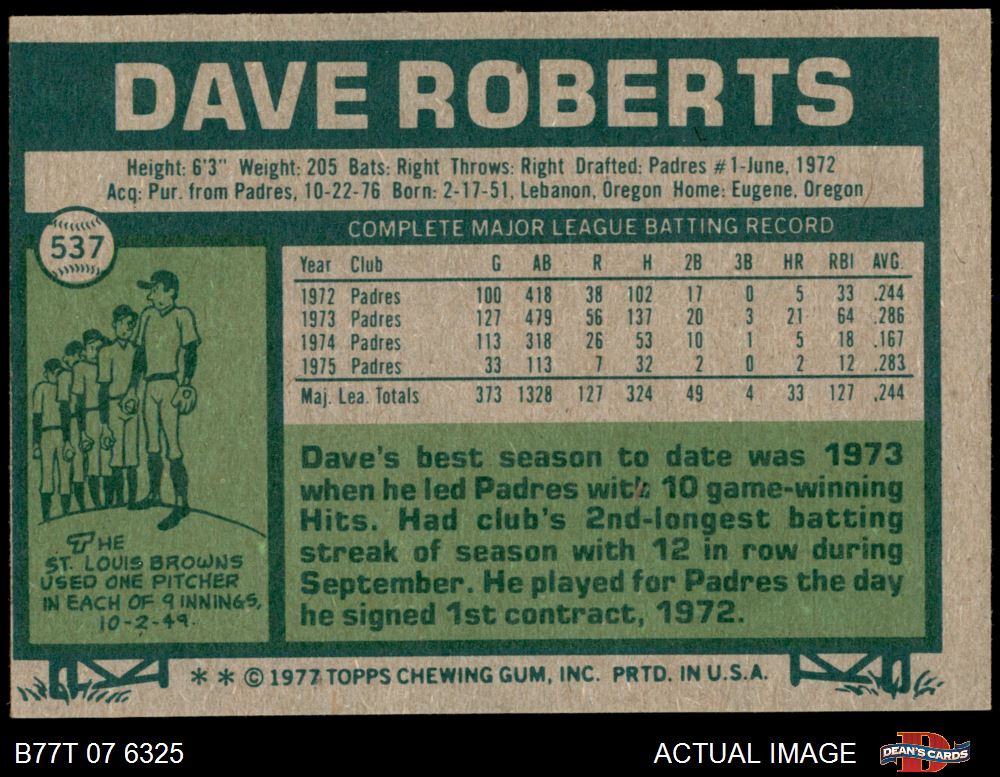 DAVE ROBERTS
Height: 6'3" Weight: 205 Bats: Right Throws: Right Drafted: Padres #1-June, 1972
Acq: Pur. from Padres, 10-22-76 Born: 2-17-51, Lebanon, Oregon Home: Eugene, Oregon
537
COMPLETE MAJOR LEAGUE BATTING RECORD
Year Club G AB R H 2B 3B HR RBI AVG.
1972 Padres 100 418 38 102 17 0 5 33 .244
1973 Padres 127 479 56 137 20 3 21 64 .286
1974 Padres 113 318 26 53 10 1 5 18 .167
1975 Padres 33 113 7 32 2 0 2 12 .283
Maj. Lea. Totals 373 1328 127 324 49 4 33 127 .244
THE
ST. LOUIS BROWNS
USED ONE PITCHER
IN EACH OF 9 INNINGS,
10-2-49.
Dave's best season to date was 1973
when he led Padres with 10 game-winning
Hits. Had club's 2nd-longest batting
streak of season with 12 in row during
September. He played for Padres the day
he signed 1st contract, 1972.
** © 1977 TOPPS CHEWING GUM, INC. PRTD. IN U.S.A.
B77T 07 6325
ACTUAL IMAGE
DEAN'S CARDS